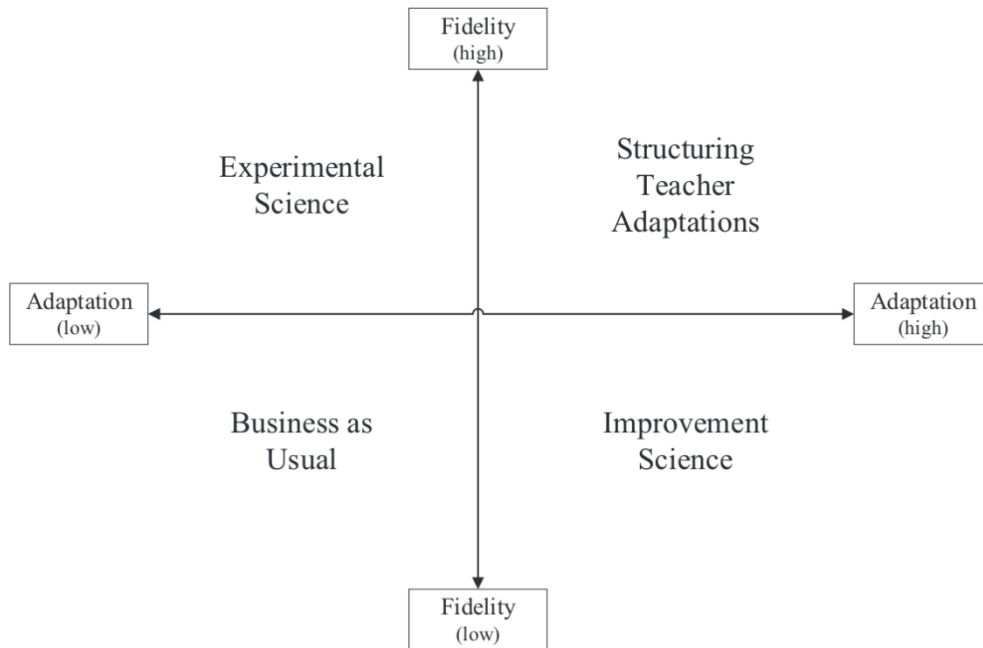 Fidelity
(high)
Experimental
Science
Structuring
Teacher
Adaptations
Adaptation
(low)
Adaptation
(high)
Business as
Usual
Improvement
Science
Fidelity
(low)